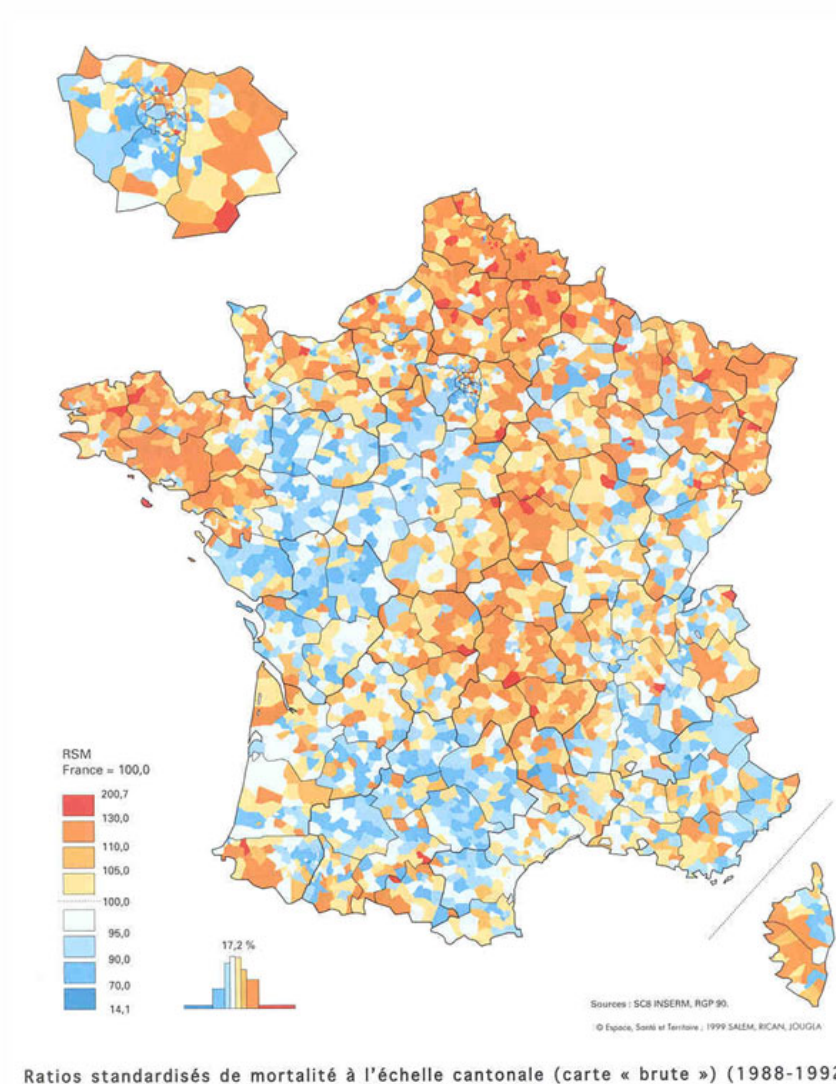 RSM
France = 100,0
200,7
130,0
110,0
105,0
100,0
95,0
90,0
70,0
14,1
17,2 %
Sources : SC8 INSERM, RGP 90.
© Espace, Santé et Territoire ; 1999 SALEM, RICAN, JOUGLA
Ratios standardisés de mortalité à l'échelle cantonale (carte « brute ») (1988-199